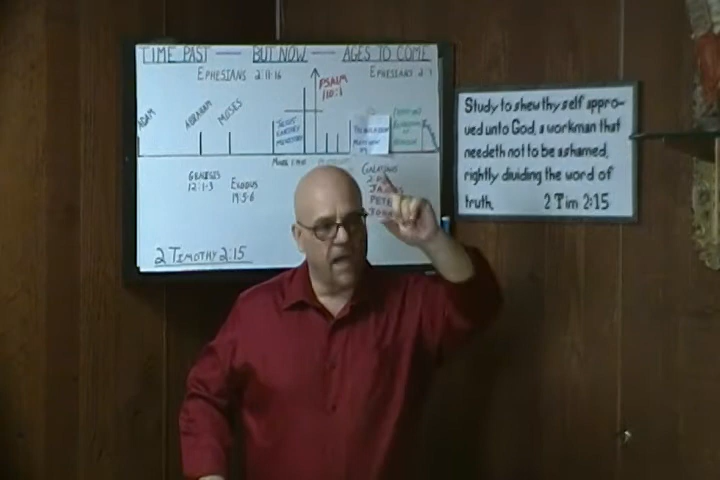 TIME PAST — BUT NOW — AGES TO COME
EPHESIANS 2:11-16
EPHESIANS 2:7
PSALM
110:1
ADAM
ABRAHAM
MOSES
GENESIS
12:1-3
EXODUS
19:5-6
MARK
GALATIANS
JAMES
PETER
JOHN
2 TIMOTHY 2:15
Study to shew thyself appro-
ved unto God, a workman that
needeth not to be ashamed,
rightly dividing the word of
truth. 2 Tim 2:15